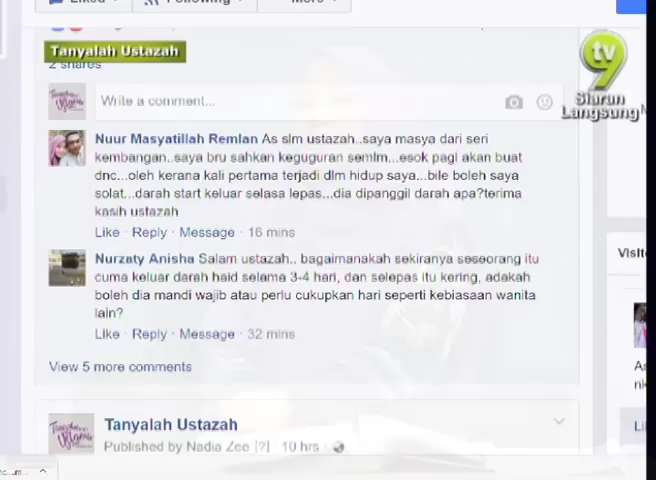 Liked
Following
More
Tanyalah Ustazah
tv
9
Siaran
Langsung
2 shares
Write a comment...
Nuur Masyatillah Remlan As slm ustazah..saya masya dari seri
kembangan..saya bru sahkan keguguran semlm...esok pagi akan buat
dnc...oleh kerana kali pertama terjadi dlm hidup saya...bile boleh saya
solat...darah start keluar selasa lepas...dia dipanggil darah apa?terima
kasih ustazah
Like · Reply · Message · 16 mins
Nurzaty Anisha Salam ustazah.. bagaimanakah sekiranya seseorang itu
cuma keluar darah haid selama 3-4 hari, dan selepas itu kering, adakah
boleh dia mandi wajib atau perlu cukupkan hari seperti kebiasaan wanita
lain?
Like · Reply · Message · 32 mins
View 5 more comments
Tanyalah Ustazah
Published by Nadia Zee [?] · 10 hrs ·